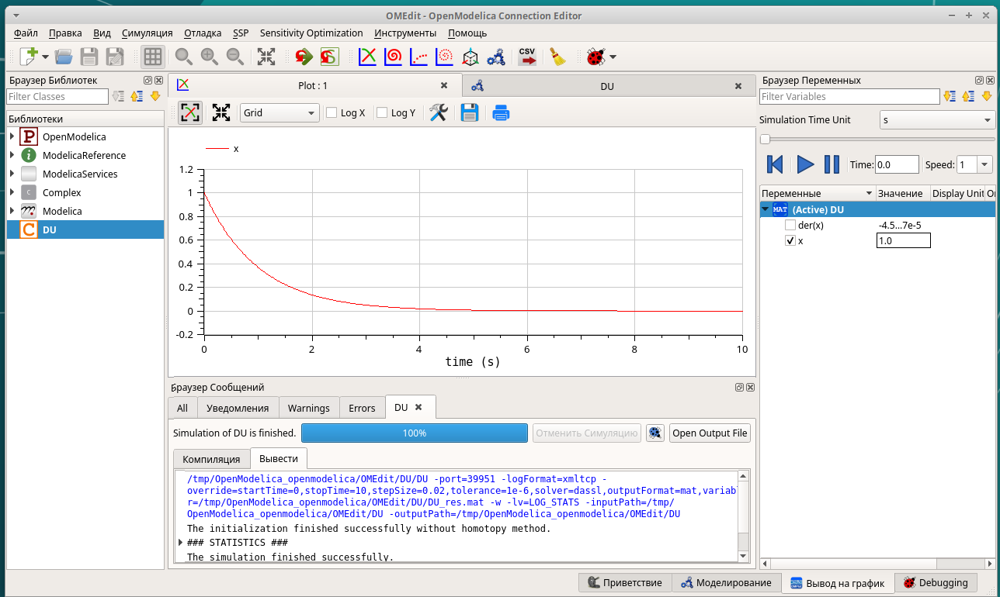 OMEdit - OpenModelica Connection Editor
Файл Правка Вид Симуляция Отладка SSP Sensitivity Optimization Инструменты Помощь
CSV
Браузер Библиотек
Filter Classes
Библиотеки
P OpenModelica
i ModelicaReference
ModelicaServices
C Complex
m Modelica
C DU
Plot : 1
DU
Grid Log X Log Y
x
1.2
1
0.8
0.6
0.4
0.2
0
-0.2
0 2 4 6 8 10
time (s)
Браузер Сообщений
All Уведомления Warnings Errors DU
Simulation of DU is finished. 100% Отменить Симуляцию Open Output File
Компиляция Вывести
/tmp/OpenModelica_openmodelica/OMEdit/DU/DU -port=39951 -logFormat=xmltcp -
override=startTime=0,stopTime=10,stepSize=0.02,tolerance=1e-6,solver=dassl,outputFormat=mat,variabl
r=/tmp/OpenModelica_openmodelica/OMEdit/DU/DU_res.mat -w -lv=LOG_STATS -inputPath=/tmp/
OpenModelica_openmodelica/OMEdit/DU -outputPath=/tmp/OpenModelica_openmodelica/OMEdit/DU
The initialization finished successfully without homotopy method.
### STATISTICS ###
The simulation finished successfully.
Браузер Переменных
Filter Variables
Simulation Time Unit s
Time: 0.0 Speed: 1
Переменные Значение Display Unit
MAT (Active) DU
der(x) -4.5...7e-5
x 1.0
Приветствие Моделирование Вывод на график Debugging